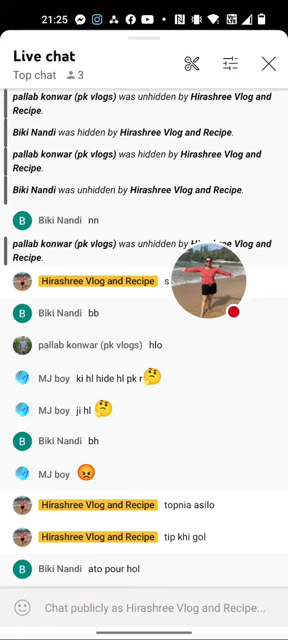 21:25
Live chat
Top chat 3
pallab konwar (pk vlogs) was unhidden by Hirashree Vlog and
Recipe.
Biki Nandi was hidden by Hirashree Vlog and Recipe.
pallab konwar (pk vlogs) was hidden by Hirashree Vlog and
Recipe.
Biki Nandi was unhidden by Hirashree Vlog and Recipe.
B Biki Nandi nn
pallab konwar (pk vlogs) was unhidden by Hirashree Vlog and
Recipe.
Hirashree Vlog and Recipe s
B Biki Nandi bb
pallab konwar (pk vlogs) hlo
MJ boy ki hl hide hl pk r🤔
MJ boy ji hl 🤔
B Biki Nandi bh
MJ boy 😡
Hirashree Vlog and Recipe topnia asilo
Hirashree Vlog and Recipe tip khi gol
B Biki Nandi ato pour hol
Chat publicly as Hirashree Vlog and Recipe...